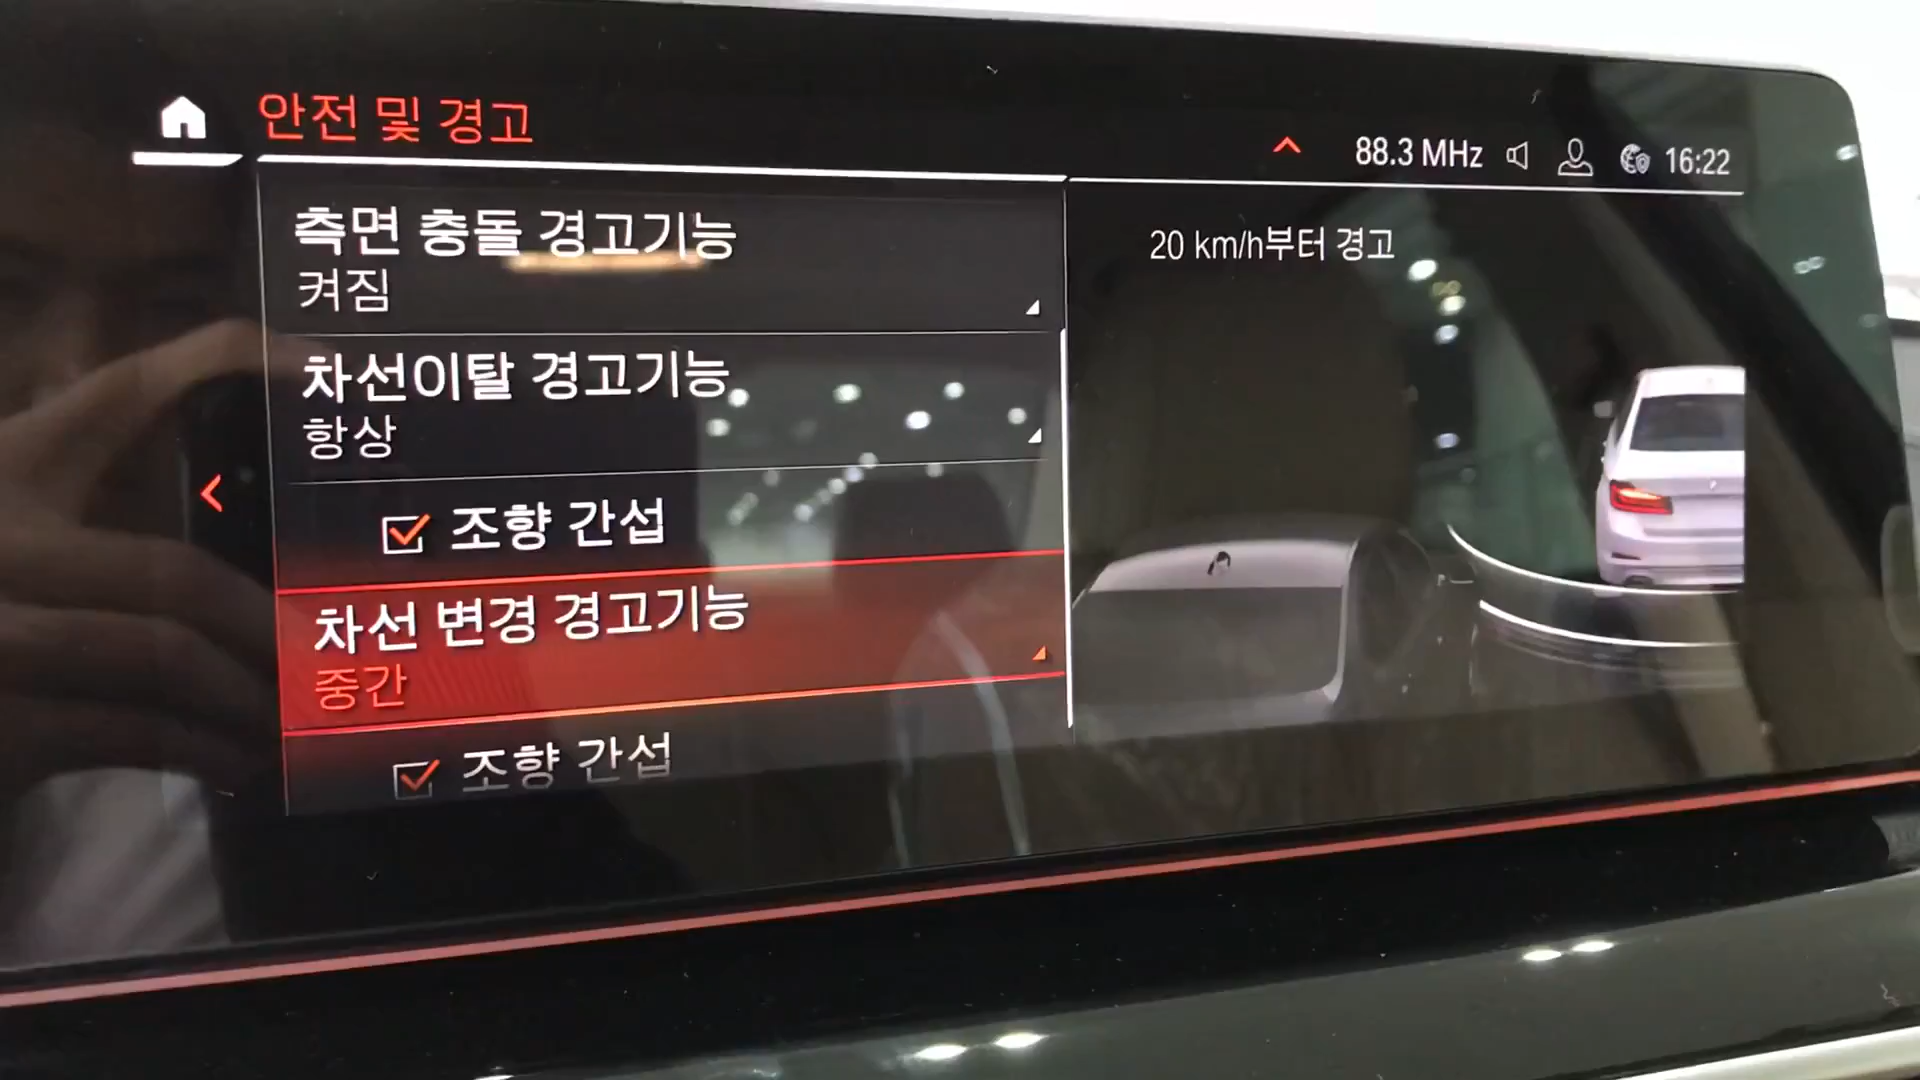 안전 및 경고
88.3 MHz
16:22
측면 충돌 경고기능
켜짐
차선이탈 경고기능
항상
조향 간섭
차선 변경 경고기능
중간
조향 간섭
20 km/h부터 경고